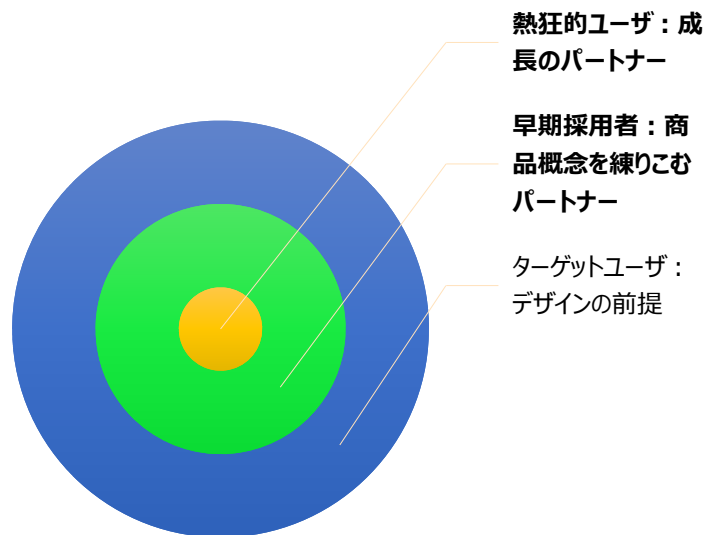 熱狂的ユーザ：成
長のパートナー
早期採用者：商
品概念を練りこむ
パートナー
ターゲットユーザ：
デザインの前提